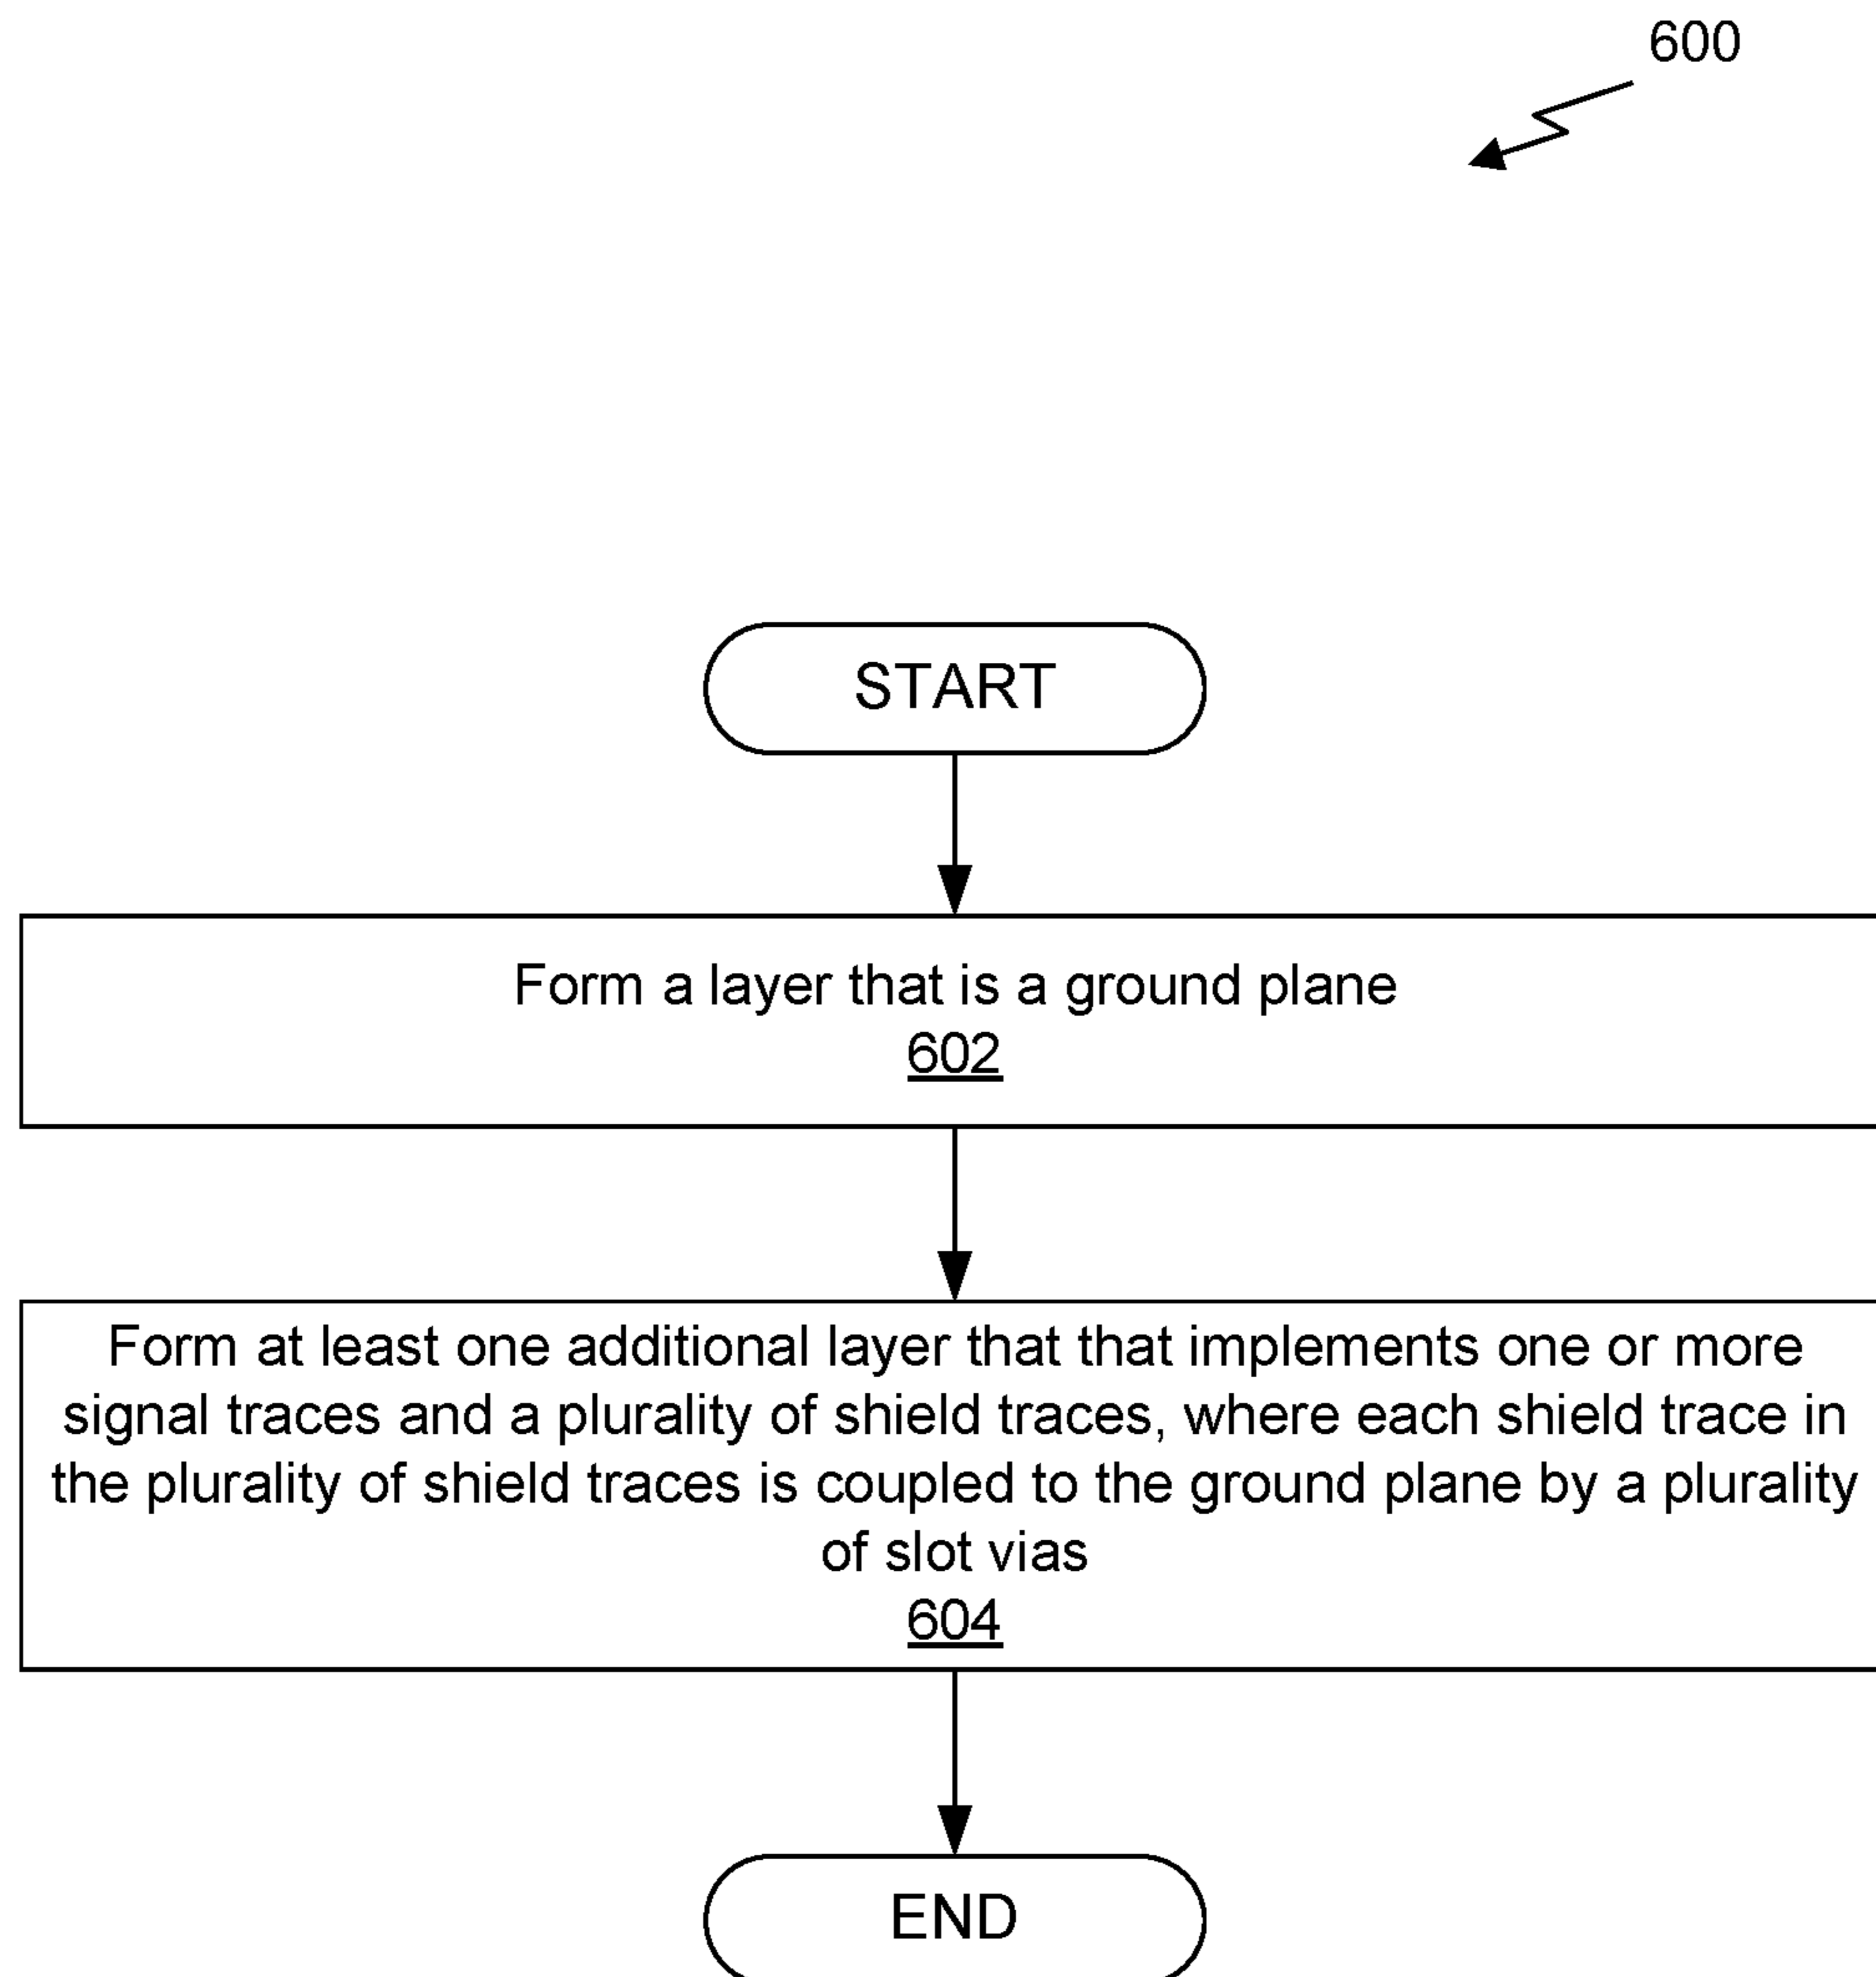 600
START
Form a layer that is a ground plane
602
Form at least one additional layer that that implements one or more
signal traces and a plurality of shield traces, where each shield trace in
the plurality of shield traces is coupled to the ground plane by a plurality
of slot vias
604
END